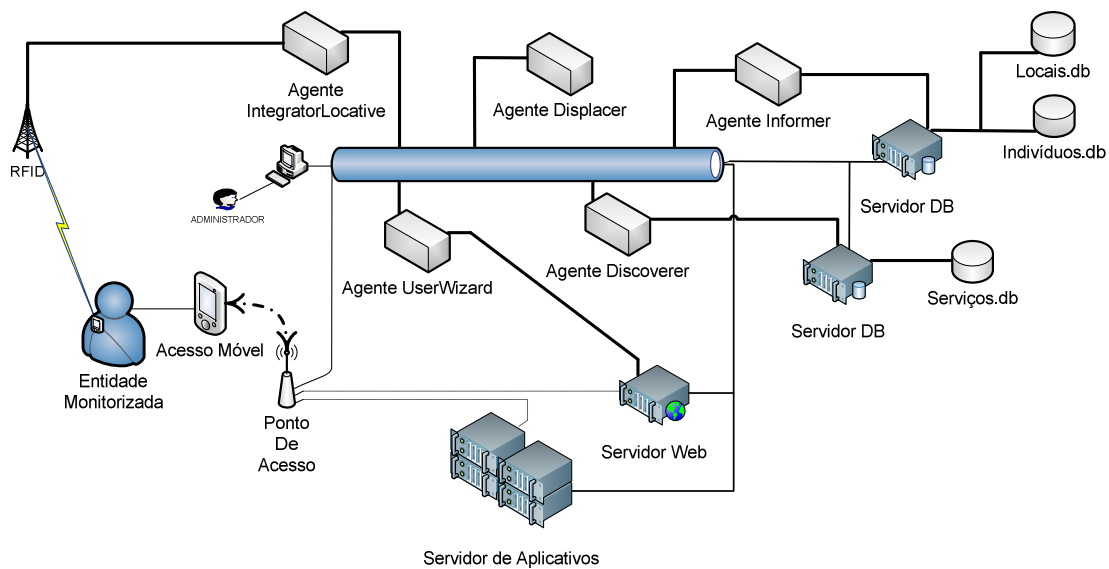 Agente
IntegratorLocative
Agente Displacer
Agente Informer
Locais.db
Indivíduos.db
RFID
ADMINISTRADOR
Servidor DB
Agente UserWizard
Agente Discoverer
Serviços.db
Servidor DB
Acesso Móvel
Entidade
Monitorizada
Ponto
De
Acesso
Servidor Web
Servidor de Aplicativos